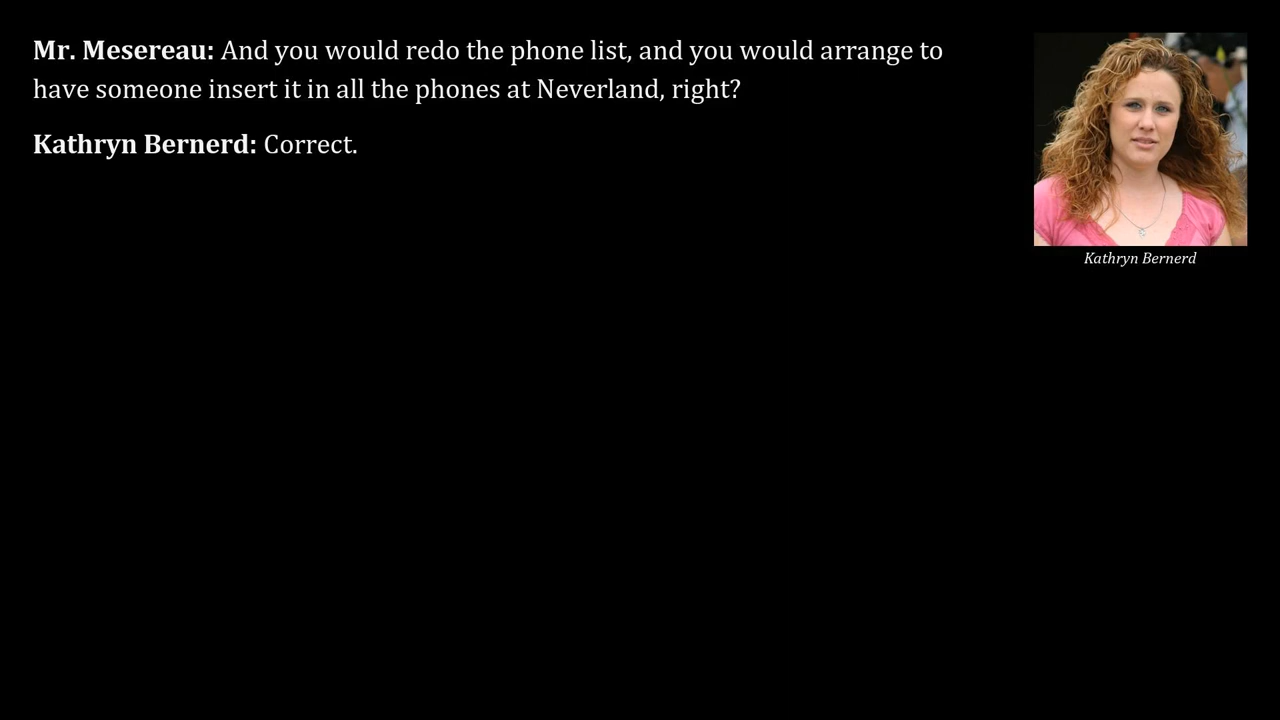 Mr. Mesereau: And you would redo the phone list, and you would arrange to
have someone insert it in all the phones at Neverland, right?
Kathryn Bernerd: Correct.
Kathryn Bernerd